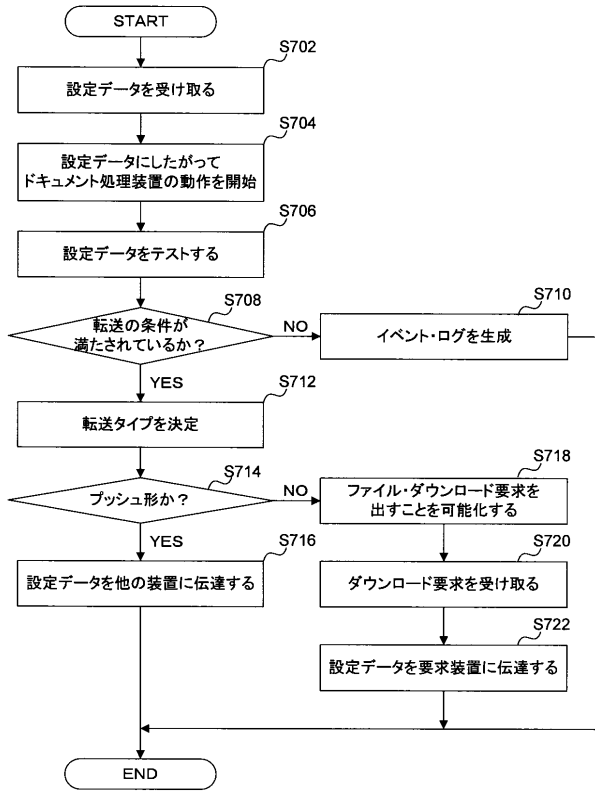 START
S702
設定データを受け取る
S704
設定データにしたがって
ドキュメント処理装置の動作を開始
S706
設定データをテストする
S708
転送の条件が
満たされているか？
NO
S710
イベント・ログを生成
YES
S712
転送タイプを決定
S714
プッシュ形か？
NO
S718
ファイル・ダウンロード要求を
出すことを可能化する
YES
S716
設定データを他の装置に伝達する
S720
ダウンロード要求を受け取る
S722
設定データを要求装置に伝達する
END